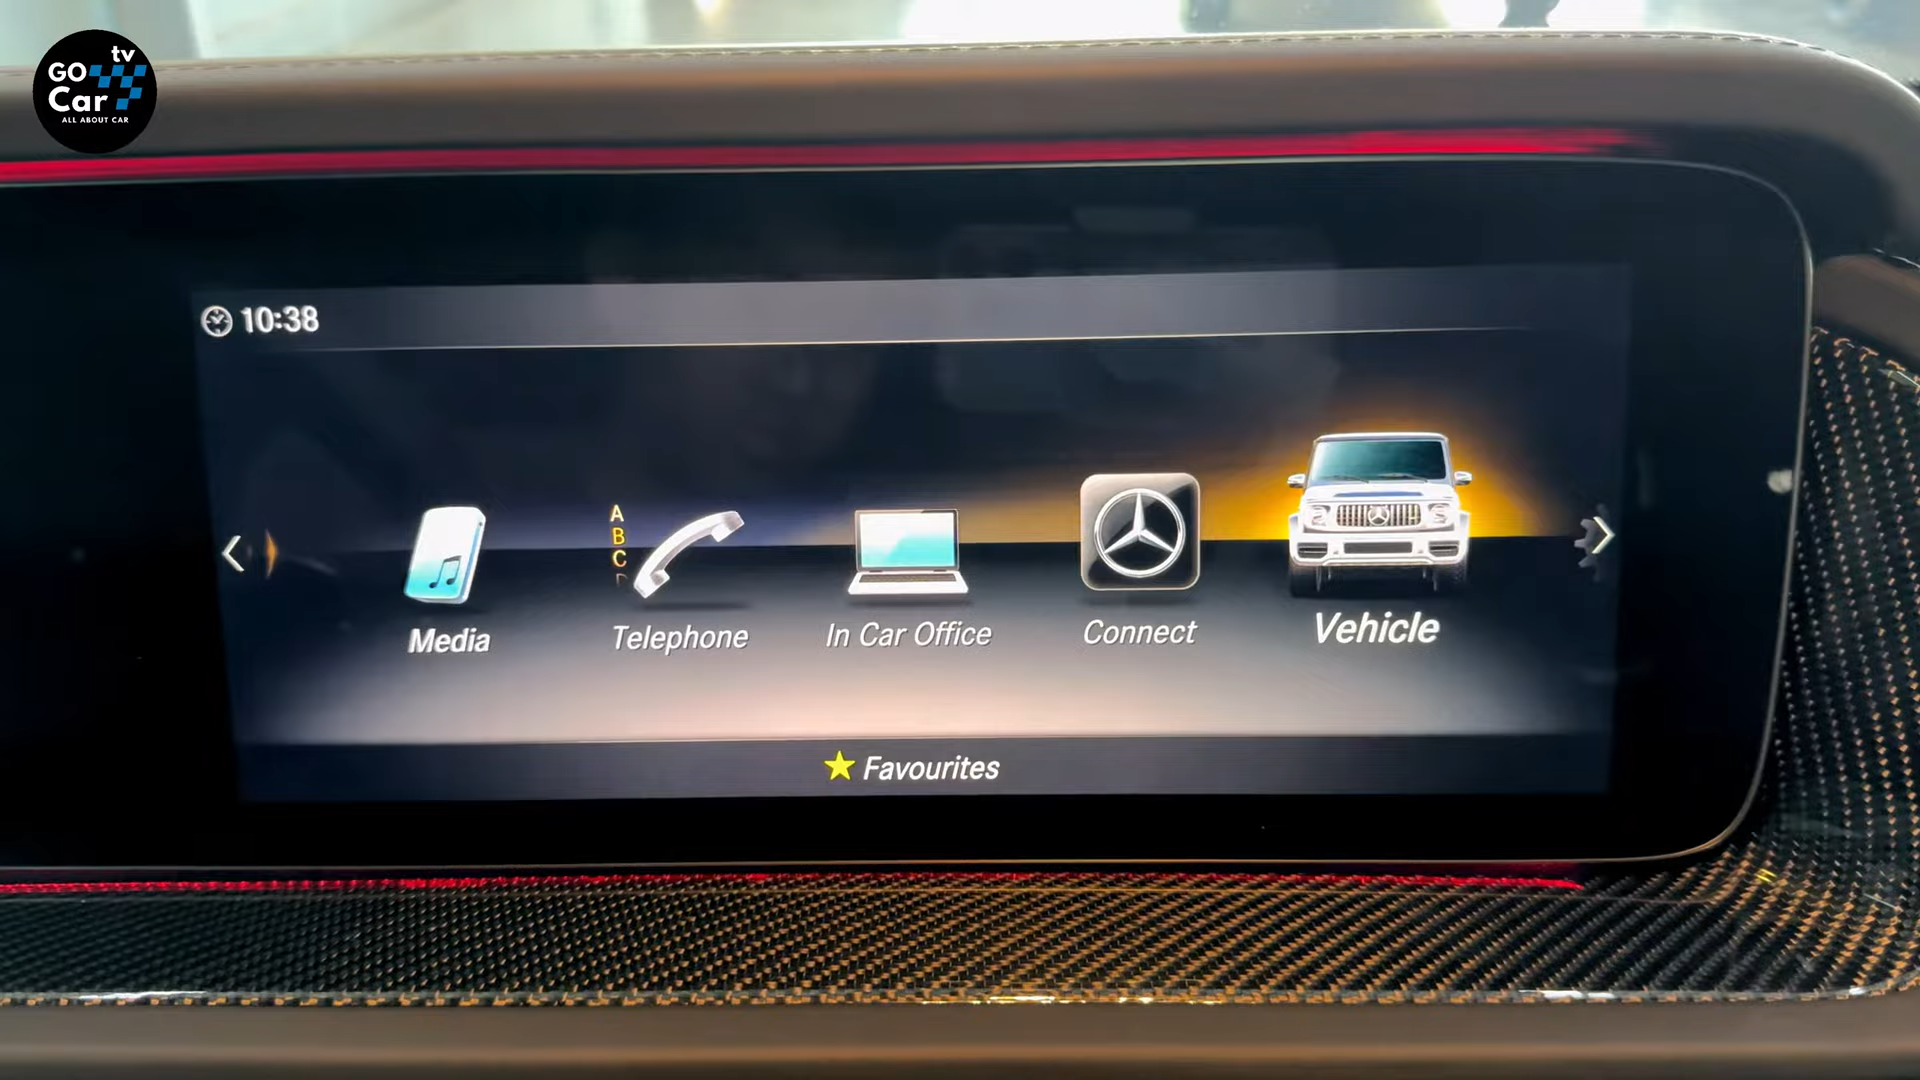 tv
GO
Car
ALL ABOUT CAR
10:38
A
B
C
D
Media
Telephone
In Car Office
Connect
Vehicle
Favourites